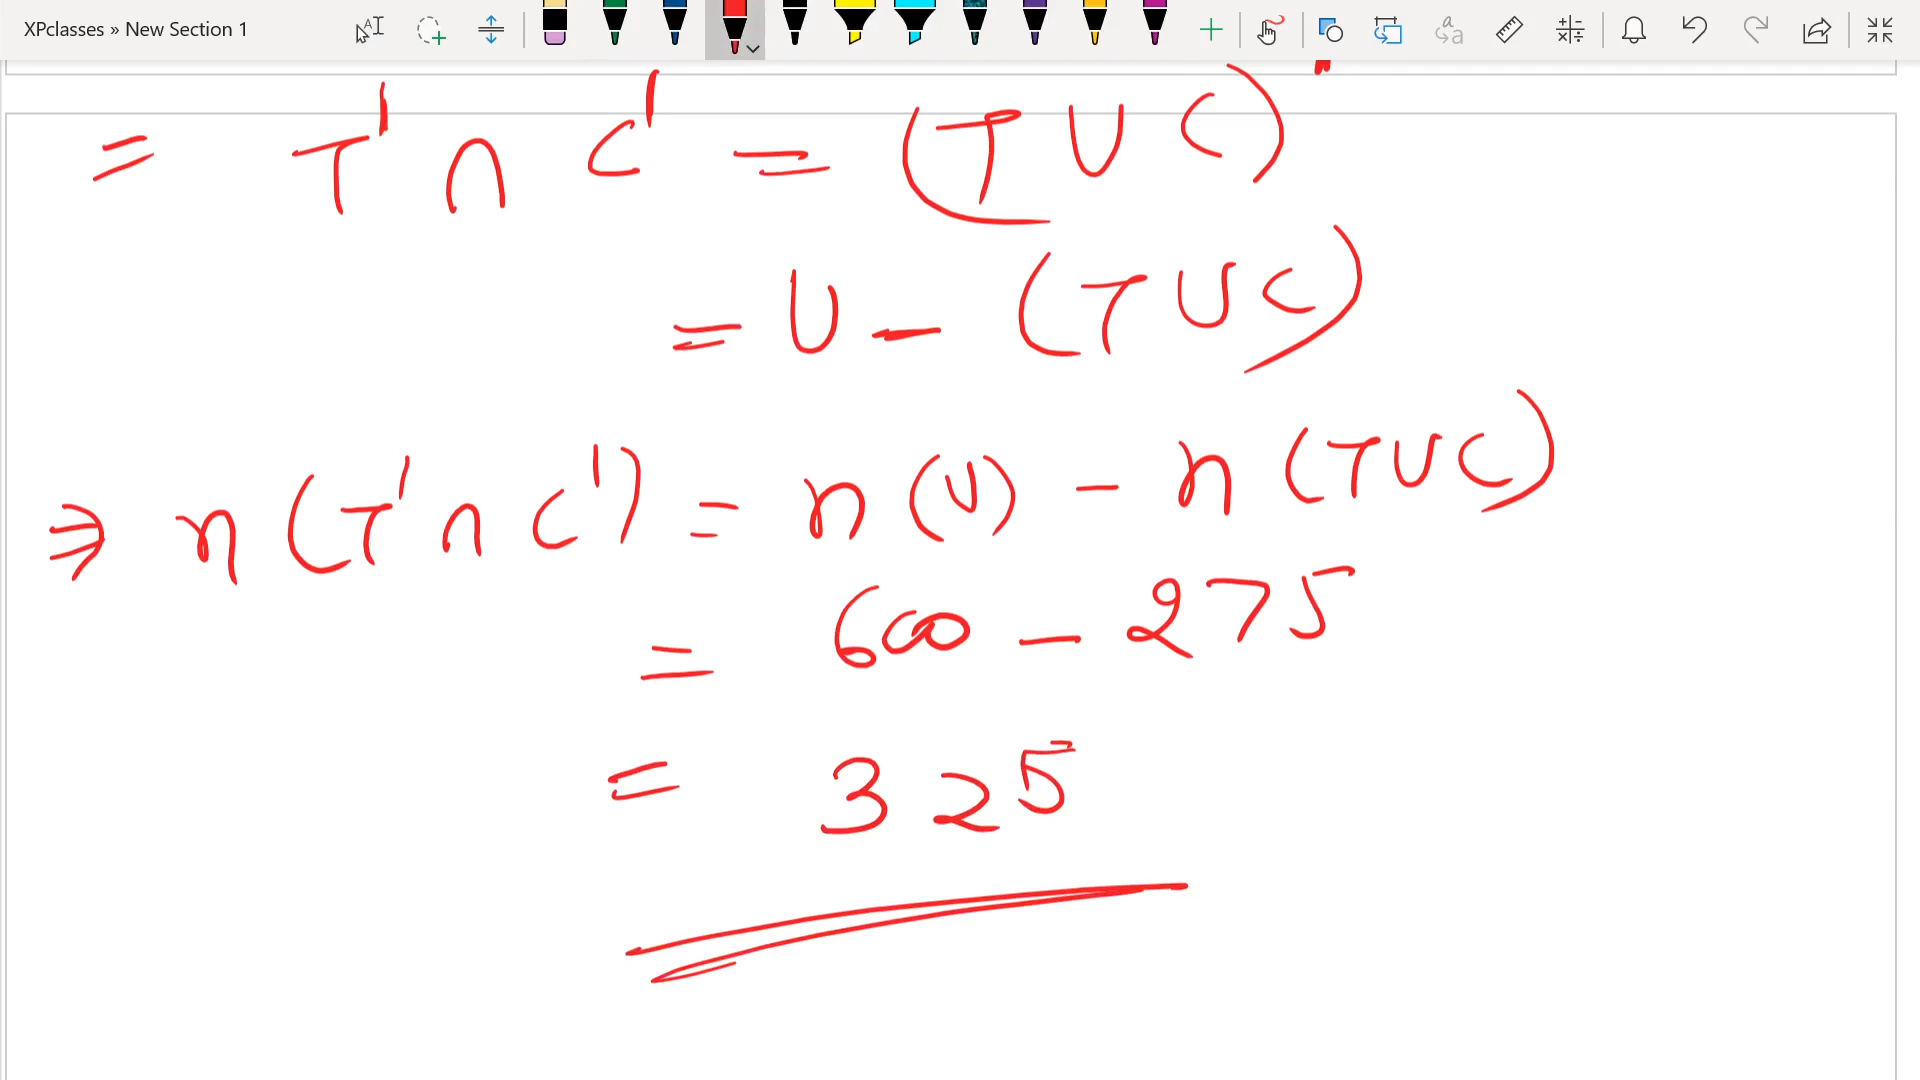 XPclasses » New Section 1
= T' ∩ C' = (T ∪ C)'
= U - (T ∪ C)
⇒ n (T' ∩ C') = n (U) - n (T ∪ C)
= 600 - 275
= 325